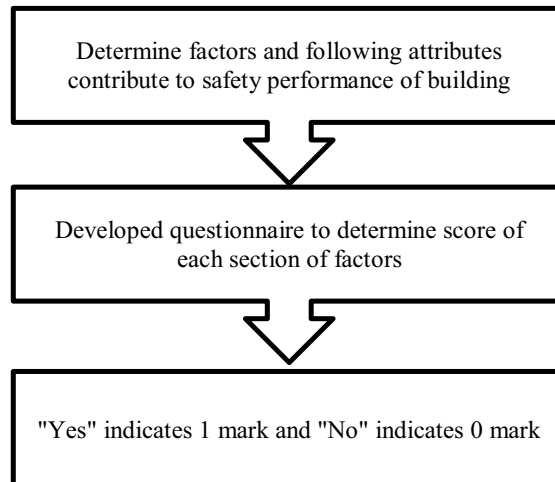 Determine factors and following attributes
contribute to safety performance of building
Developed questionnaire to determine score of
each section of factors
"Yes" indicates 1 mark and "No" indicates 0 mark